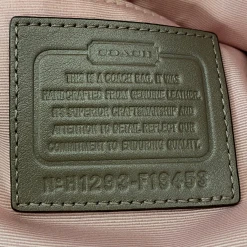 COACH
THIS IS A COACH BAG. IT WAS
HANDCRAFTED FROM GENUINE LEATHER.
ITS SUPERIOR CRAFTSMANSHIP AND
ATTENTION TO DETAIL REFLECT OUR
COMMITMENT TO ENDURING QUALITY.
Nº H1293-F19453